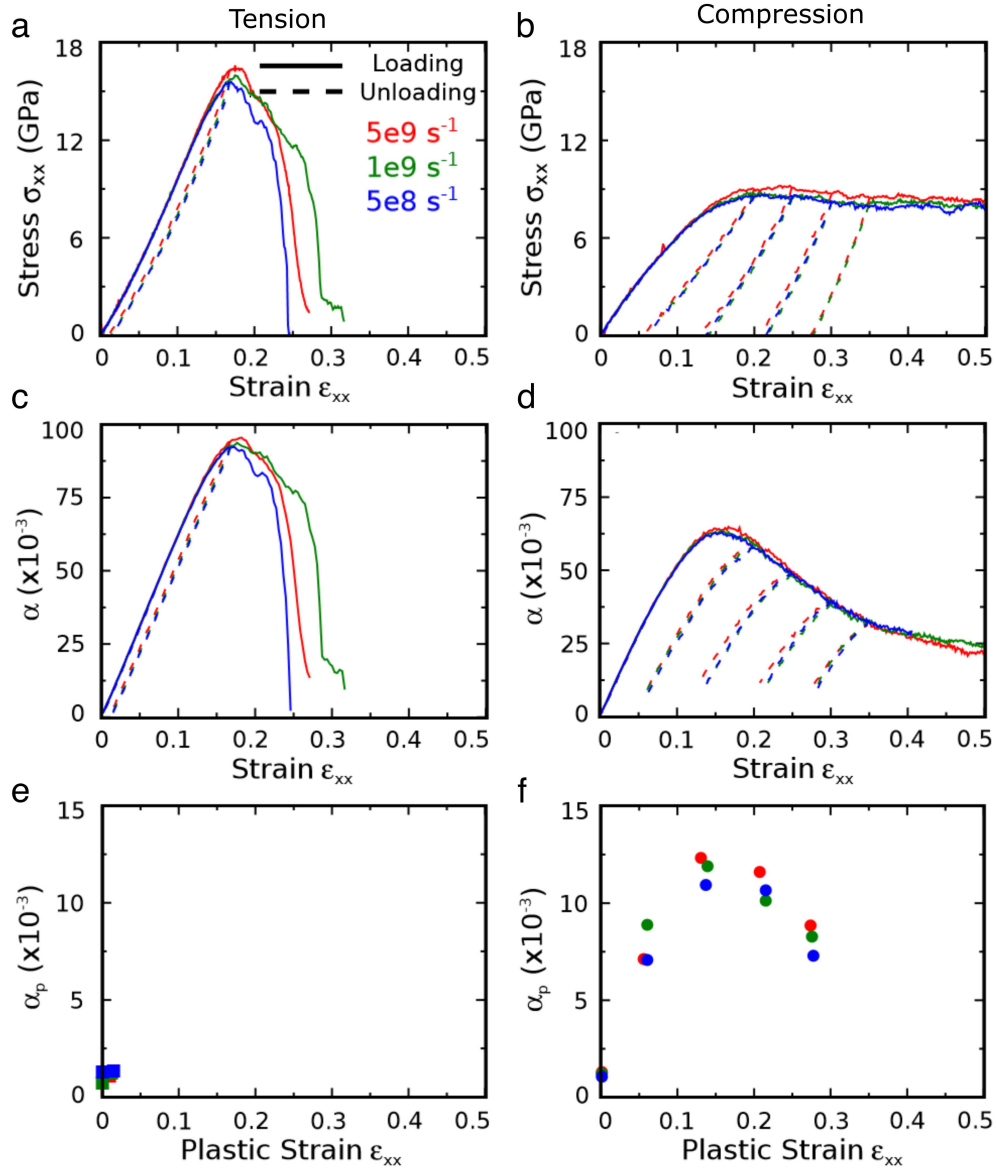 Tension
Compression
a
b
18
12
6
0
Stress σxx (GPa)
Loading
Unloading
5e9 s⁻¹
1e9 s⁻¹
5e8 s⁻¹
0 0.1 0.2 0.3 0.4 0.5
Strain εxx
18
12
6
0
Stress σxx (GPa)
0 0.1 0.2 0.3 0.4 0.5
Strain εxx
c
d
100
75
50
25
0
α (x10⁻³)
0 0.1 0.2 0.3 0.4 0.5
Strain εxx
100
75
50
25
0
α (x10⁻³)
0 0.1 0.2 0.3 0.4 0.5
Strain εxx
e
f
15
10
5
0
αp (x10⁻³)
0 0.1 0.2 0.3 0.4 0.5
Plastic Strain εxx
15
10
5
0
αp (x10⁻³)
0 0.1 0.2 0.3 0.4 0.5
Plastic Strain εxx